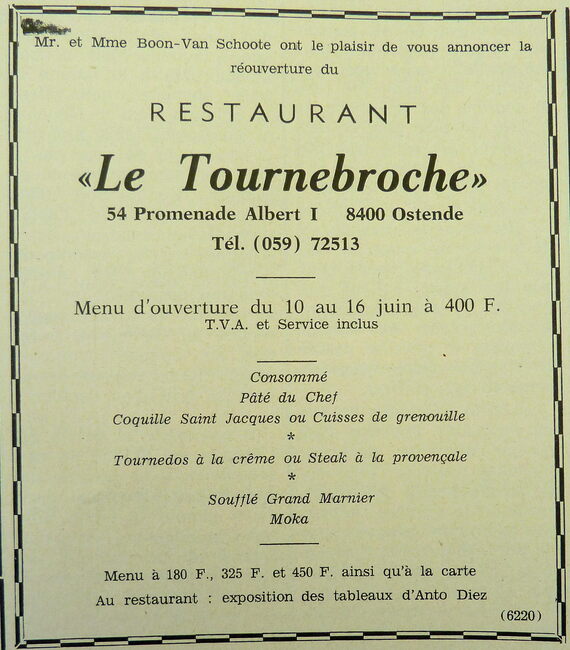 Mr. et Mme Boon-Van Schoote ont le plaisir de vous annoncer la
réouverture du
RESTAURANT
«Le Tournebroche»
54 Promenade Albert I 8400 Ostende
Tél. (059) 72513
Menu d'ouverture du 10 au 16 juin à 400 F.
T.V.A. et Service inclus
Consommé
Pâté du Chef
Coquille Saint Jacques ou Cuisses de grenouille
*
Tournedos à la crême ou Steak à la provençale
*
Soufflé Grand Marnier
Moka
Menu à 180 F., 325 F. et 450 F. ainsi qu'à la carte
Au restaurant : exposition des tableaux d'Anto Diez
(6220)